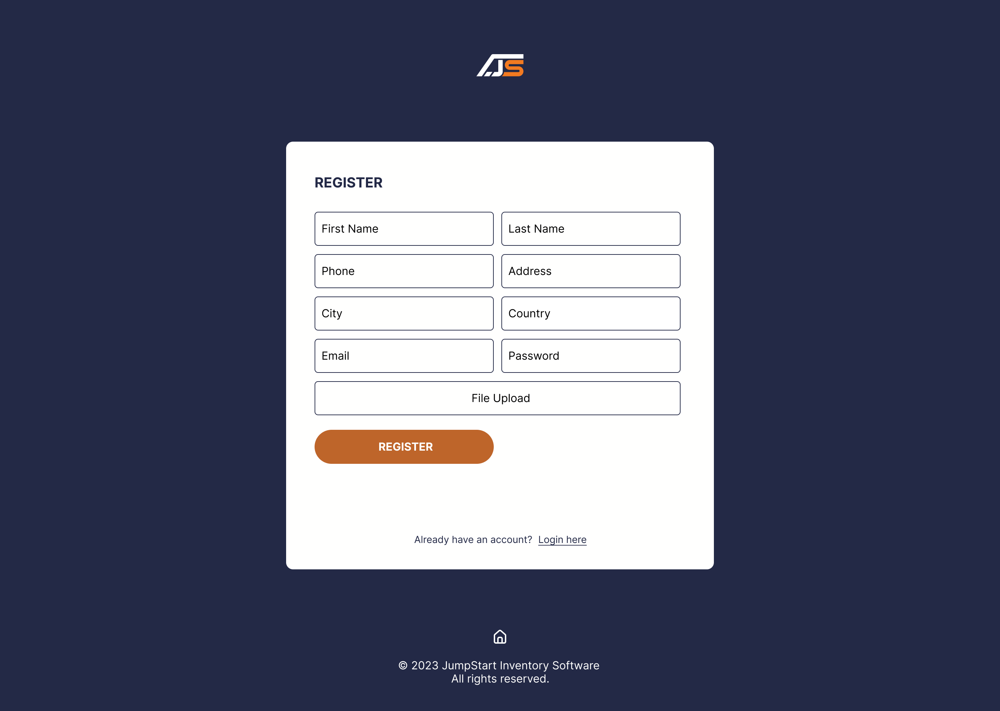 JS
REGISTER
First Name
Last Name
Phone
Address
City
Country
Email
Password
File Upload
REGISTER
Already have an account? Login here
© 2023 JumpStart Inventory Software
All rights reserved.